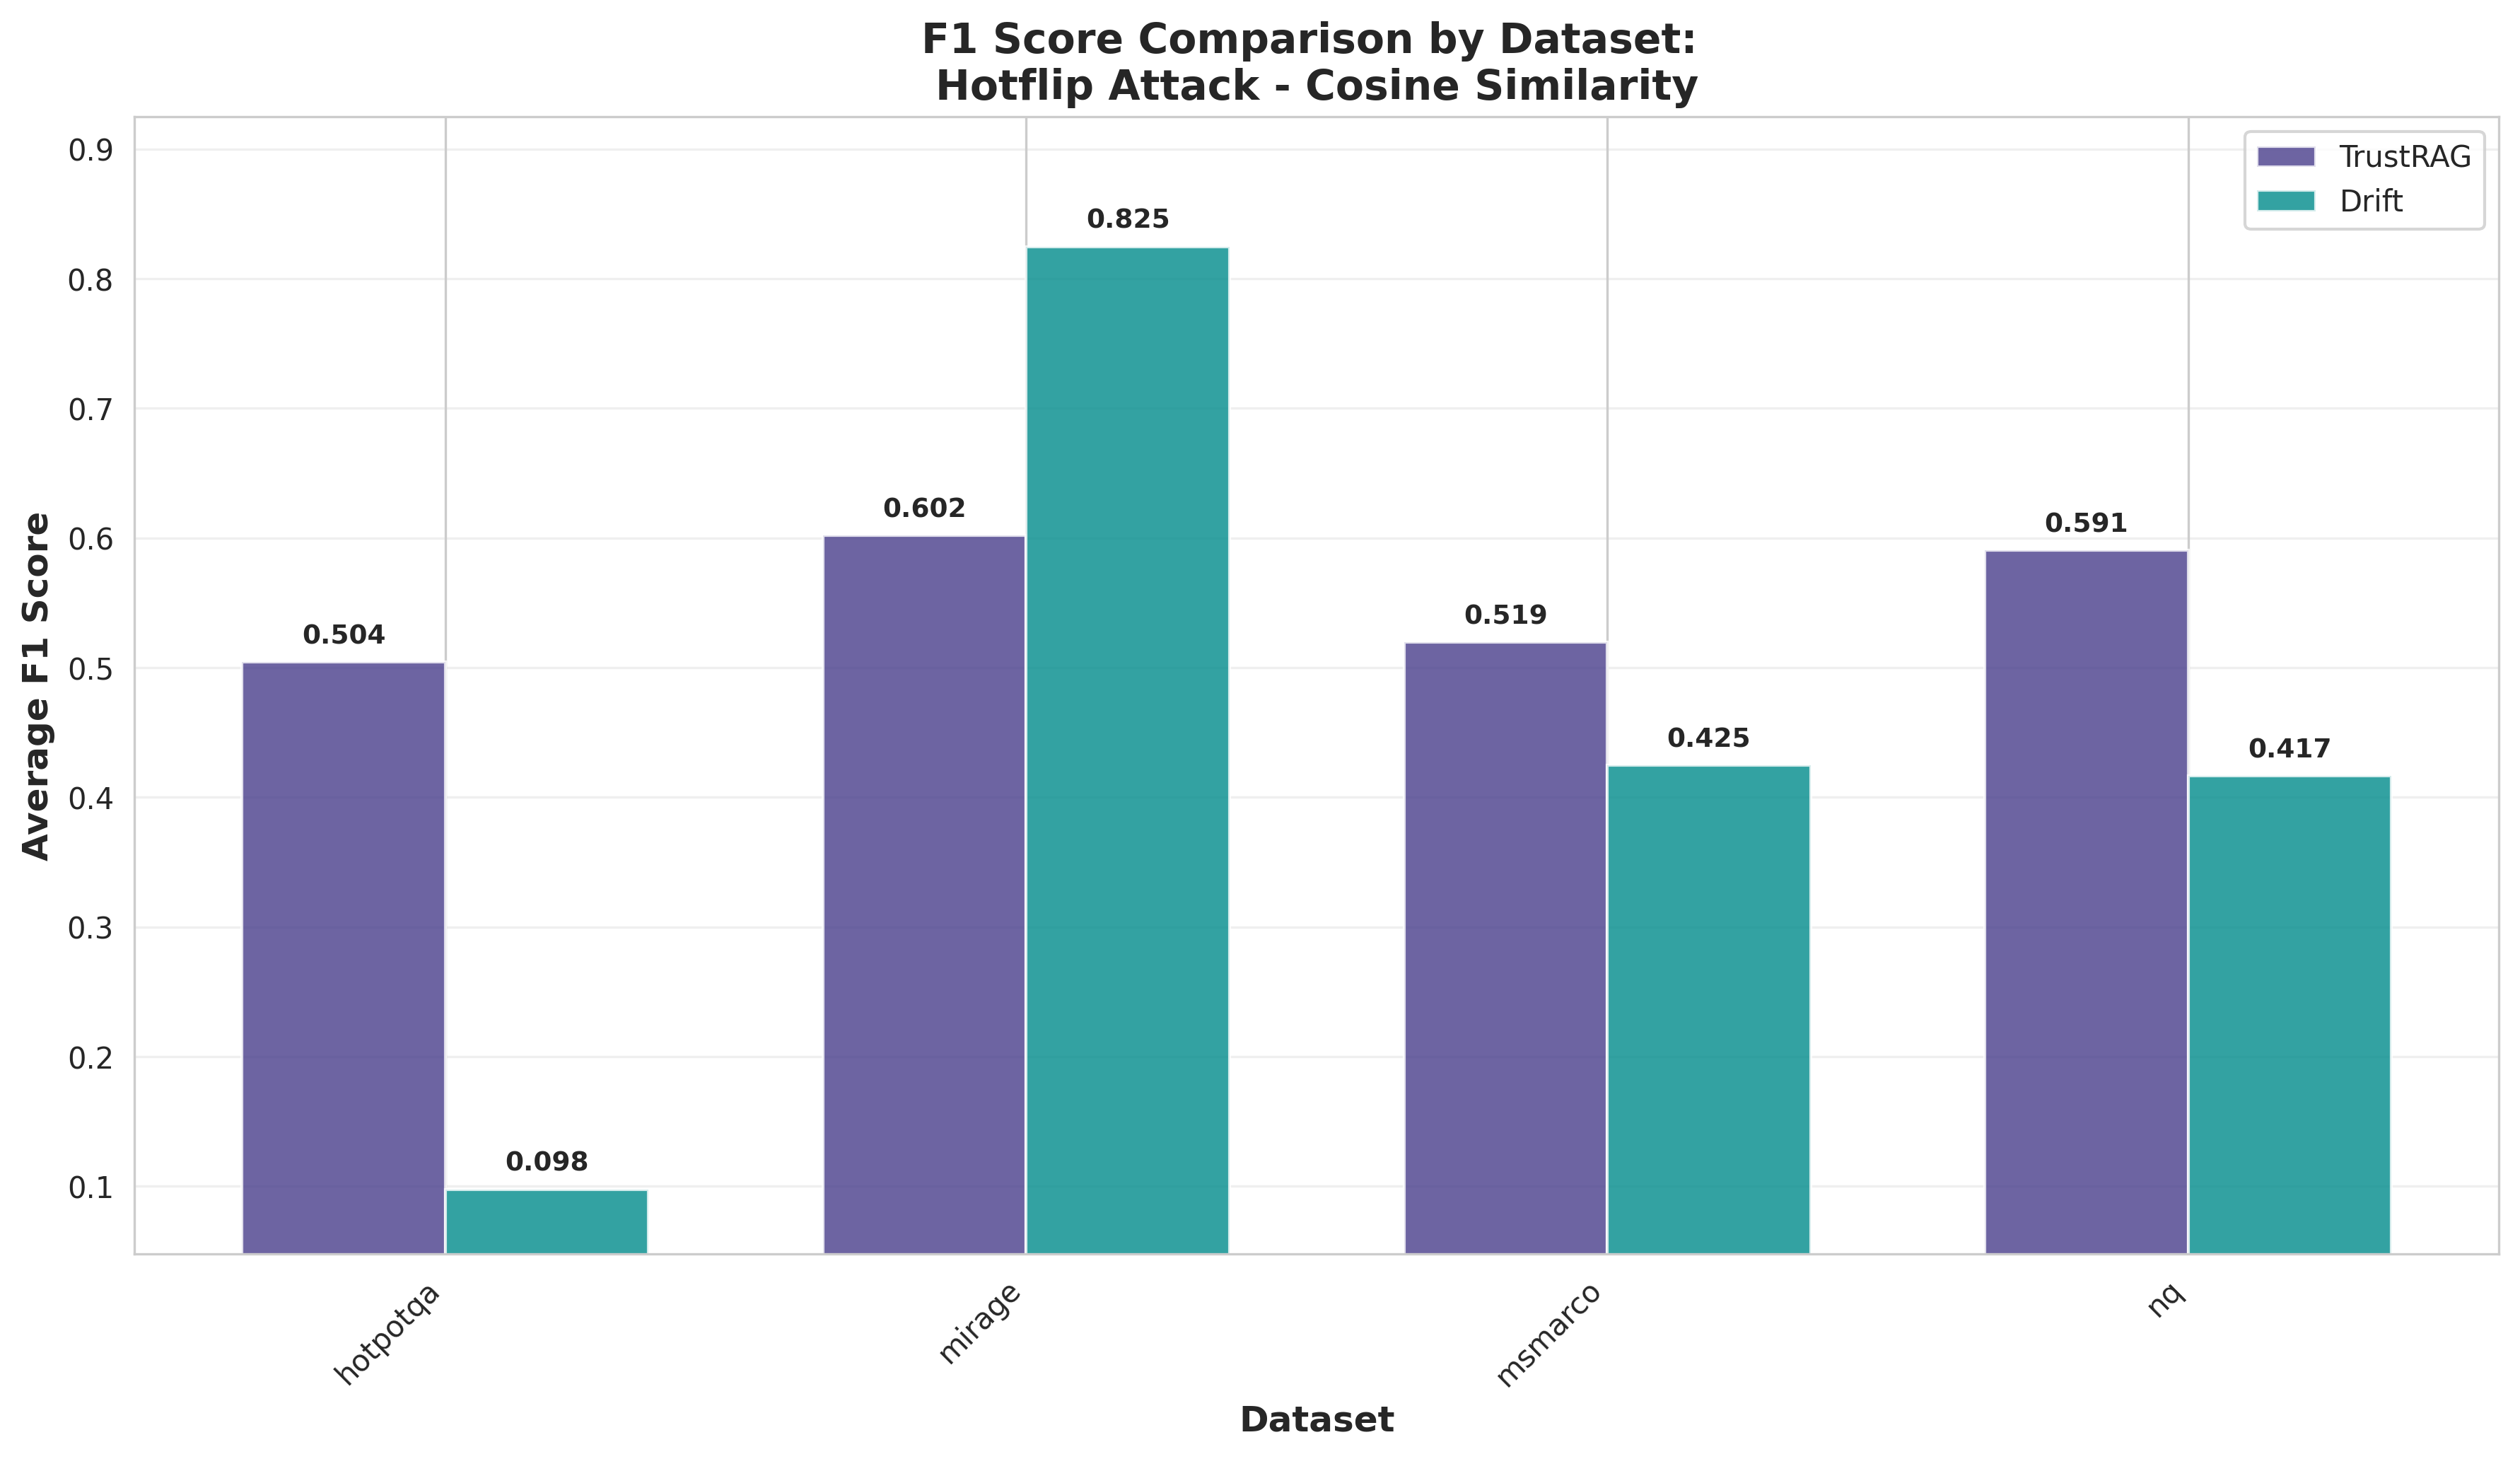 F1 Score Comparison by Dataset:
Hotflip Attack - Cosine Similarity
TrustRAG
Drift
Average F1 Score
0.9
0.8
0.7
0.6
0.5
0.4
0.3
0.2
0.1
0.504
0.098
0.602
0.825
0.519
0.425
0.591
0.417
hotpotqa
mirage
msmarco
nq
Dataset